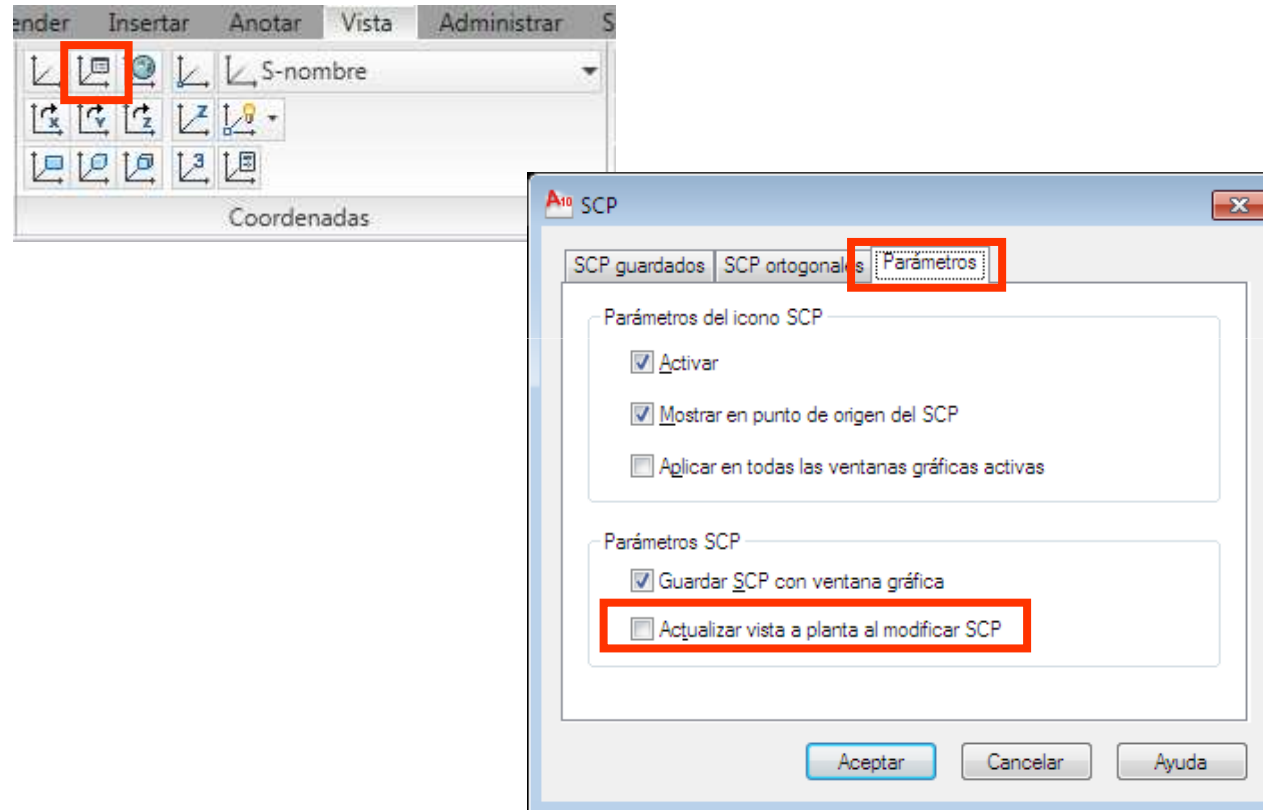 ender Insertar Anotar Vista Administrar S
S-nombre
X Y Z Z
3
Coordenadas
A10 SCP
SCP guardados SCP ortogonales Parámetros
Parámetros del icono SCP
Activar
Mostrar en punto de origen del SCP
Aplicar en todas las ventanas gráficas activas
Parámetros SCP
Guardar SCP con ventana gráfica
Actualizar vista a planta al modificar SCP
Aceptar Cancelar Ayuda